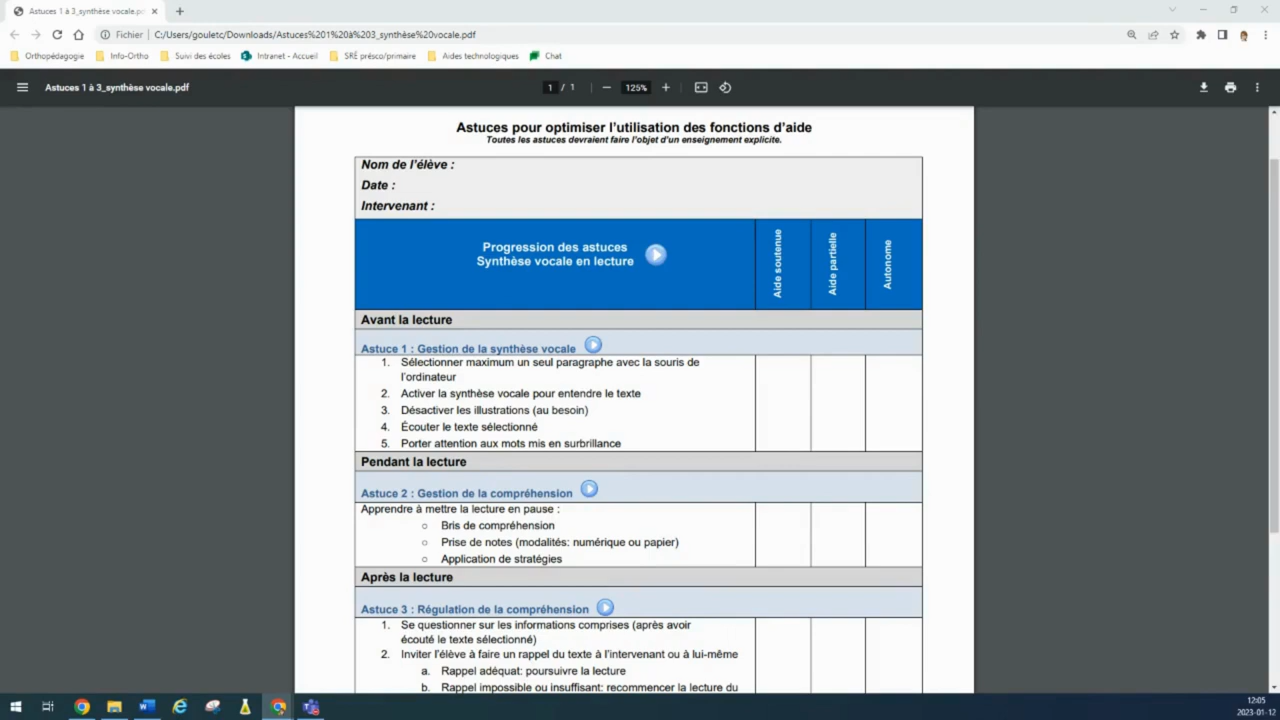 Astuces 1 à 3_synthèse vocale.p
Fichier
C:/Users/gouletc/Downloads/Astuces%201%20à%203_synthèse%20vocale.pdf
Orthopédagogie
Info-Ortho
Suivi des écoles
Intranet - Accueil
SRÉ présco/primaire
Aides technologiques
Chat
Astuces 1 à 3_synthèse vocale.pdf
1 / 1
125%
Astuces pour optimiser l'utilisation des fonctions d'aide
Toutes les astuces devraient faire l'objet d'un enseignement explicite.
Nom de l'élève :
Date :
Intervenant :
Progression des astuces
Synthèse vocale en lecture
Aide soutenue
Aide partielle
Autonome
Avant la lecture
Astuce 1 : Gestion de la synthèse vocale
1. Sélectionner maximum un seul paragraphe avec la souris de
l'ordinateur
2. Activer la synthèse vocale pour entendre le texte
3. Désactiver les illustrations (au besoin)
4. Écouter le texte sélectionné
5. Porter attention aux mots mis en surbrillance
Pendant la lecture
Astuce 2 : Gestion de la compréhension
Apprendre à mettre la lecture en pause :
o Bris de compréhension
o Prise de notes (modalités: numérique ou papier)
o Application de stratégies
Après la lecture
Astuce 3 : Régulation de la compréhension
1. Se questionner sur les informations comprises (après avoir
écouté le texte sélectionné)
2. Inviter l'élève à faire un rappel du texte à l'intervenant ou à lui-même
a. Rappel adéquat: poursuivre la lecture
b. Rappel impossible ou insuffisant: recommencer la lecture du
12:05
2023-01-12